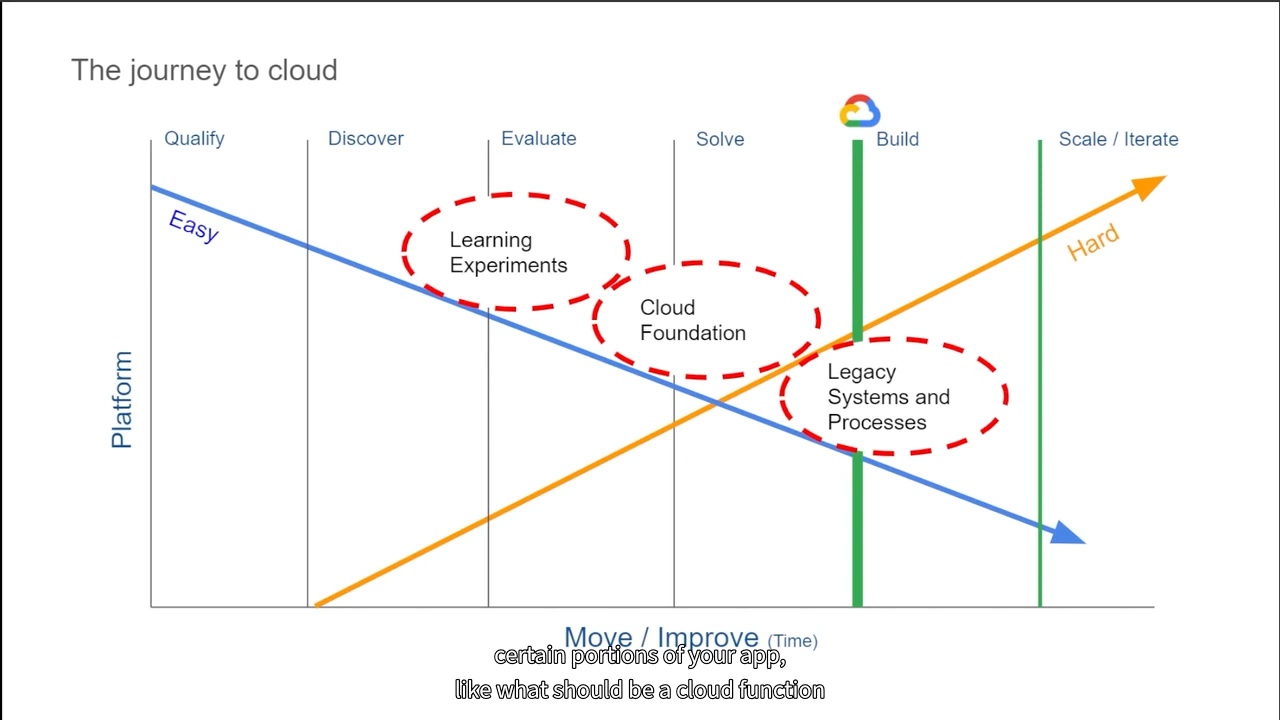 The journey to cloud
Qualify
Discover
Evaluate
Solve
Build
Scale / Iterate
Easy
Hard
Learning
Experiments
Cloud
Foundation
Legacy
Systems and
Processes
Platform
Move / Improve (Time)
certain portions of your app,
like what should be a cloud function